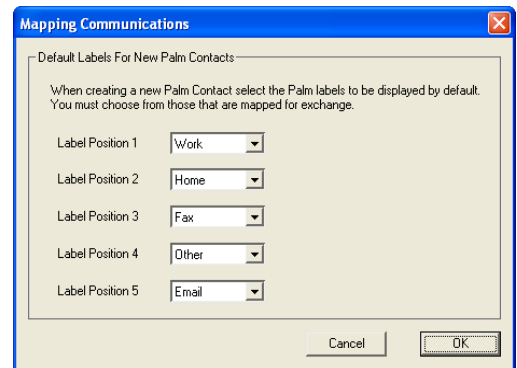 Mapping Communications
Default Labels For New Palm Contacts
When creating a new Palm Contact select the Palm labels to be displayed by default.
You must choose from those that are mapped for exchange.
Label Position 1 Work
Label Position 2 Home
Label Position 3 Fax
Label Position 4 Other
Label Position 5 Email
Cancel OK